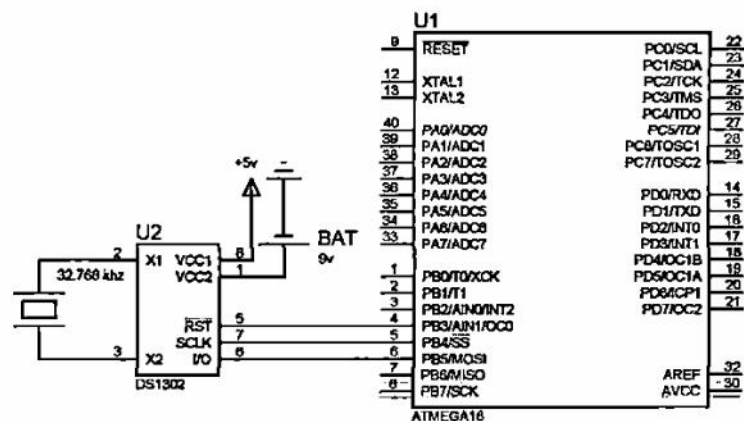 U1
9 RESET PC0/SCL 22
PC1/SDA 23
12 XTAL1 PC2/TCK 24
13 XTAL2 PC3/TMS 25
PC4/TDO 26
40 PA0/ADC0 PC5/TDI 27
39 PA1/ADC1 PC6/TOSC1 28
38 PA2/ADC2 PC7/TOSC2 29
37 PA3/ADC3
36 PA4/ADC4 PD0/RXD 14
35 PA5/ADC5 PD1/TXD 15
34 PA6/ADC6 PD2/INT0 16
33 PA7/ADC7 PD3/INT1 17
PD4/OC1B 18
1 PB0/T0/XCK PD5/OC1A 19
2 PB1/T1 PD6/ICP1 20
3 PB2/AIN0/INT2 PD7/OC2 21
4 PB3/AIN1/OC0
5 PB4/SS
6 PB5/MOSI
7 PB6/MISO AREF 32
8 PB7/SCK AVCC 30
ATMEGA16
+5v
BAT
9v
U2
2 X1 VCC1 8
32.768 khz VCC2 1
RST 5
SCLK 7
3 X2 I/O 6
DS1302